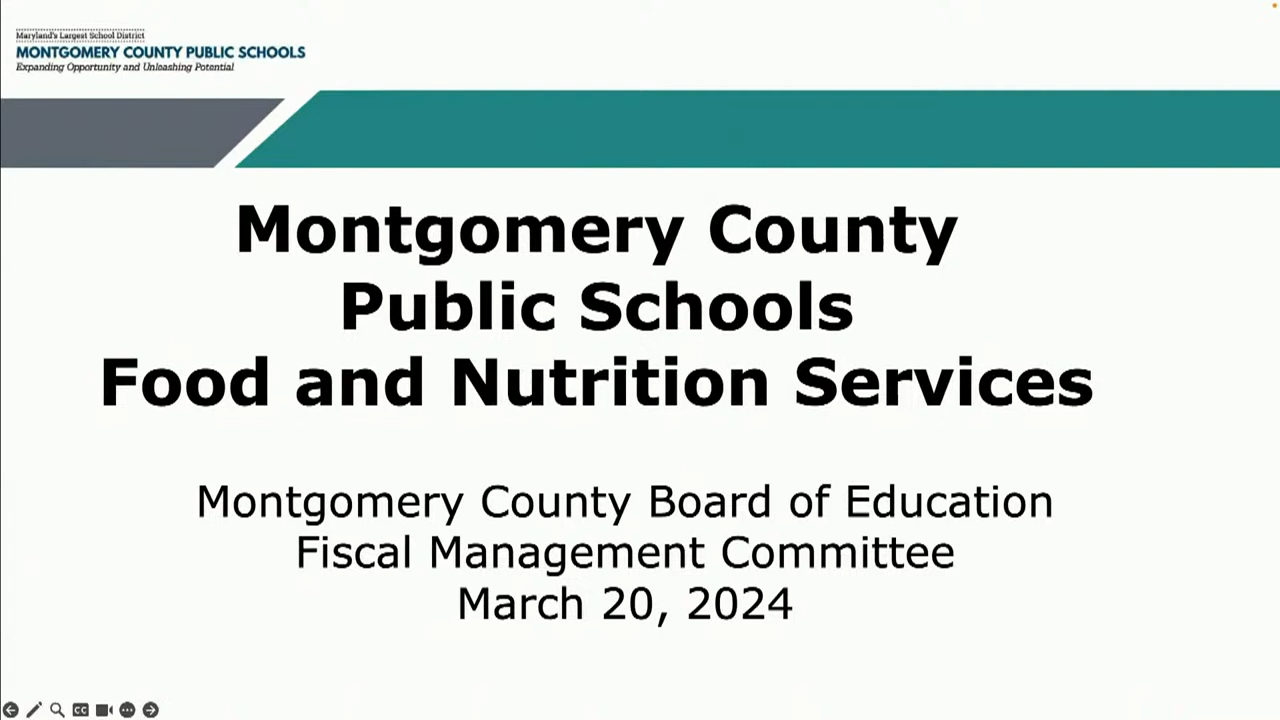 Maryland's Largest School District
MONTGOMERY COUNTY PUBLIC SCHOOLS
Expanding Opportunity and Unleashing Potential
Montgomery County
Public Schools
Food and Nutrition Services
Montgomery County Board of Education
Fiscal Management Committee
March 20, 2024
CC